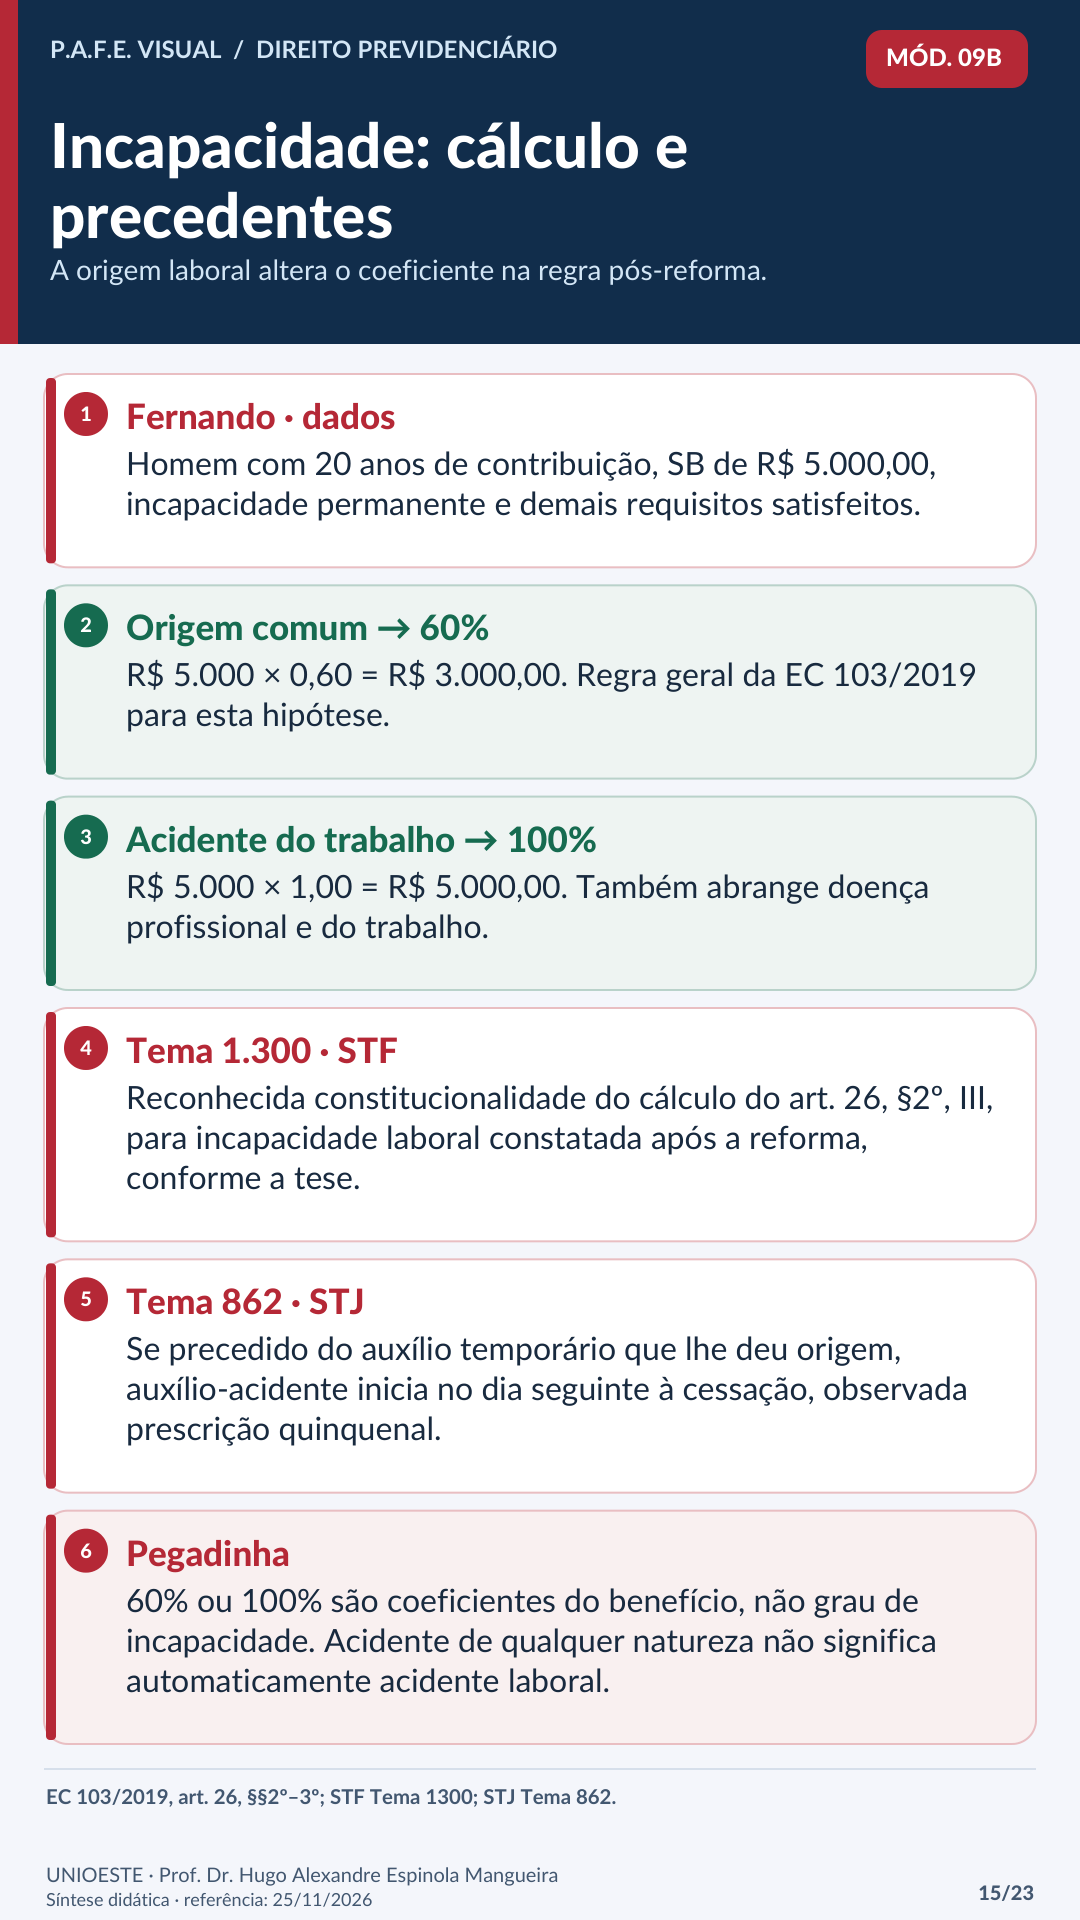 P.A.F.E. VISUAL / DIREITO PREVIDENCIÁRIO
MÓD. 09B
Incapacidade: cálculo e
precedentes
A origem laboral altera o coeficiente na regra pós-reforma.
1
Fernando · dados
Homem com 20 anos de contribuição, SB de R$ 5.000,00,
incapacidade permanente e demais requisitos satisfeitos.
2
Origem comum → 60%
R$ 5.000 × 0,60 = R$ 3.000,00. Regra geral da EC 103/2019
para esta hipótese.
3
Acidente do trabalho → 100%
R$ 5.000 × 1,00 = R$ 5.000,00. Também abrange doença
profissional e do trabalho.
4
Tema 1.300 · STF
Reconhecida constitucionalidade do cálculo do art. 26, §2º, III,
para incapacidade laboral constatada após a reforma,
conforme a tese.
5
Tema 862 · STJ
Se precedido do auxílio temporário que lhe deu origem,
auxílio-acidente inicia no dia seguinte à cessação, observada
prescrição quinquenal.
6
Pegadinha
60% ou 100% são coeficientes do benefício, não grau de
incapacidade. Acidente de qualquer natureza não significa
automaticamente acidente laboral.
EC 103/2019, art. 26, §§2º–3º; STF Tema 1300; STJ Tema 862.
UNIOESTE · Prof. Dr. Hugo Alexandre Espinola Mangueira
Síntese didática · referência: 25/11/2026
15/23